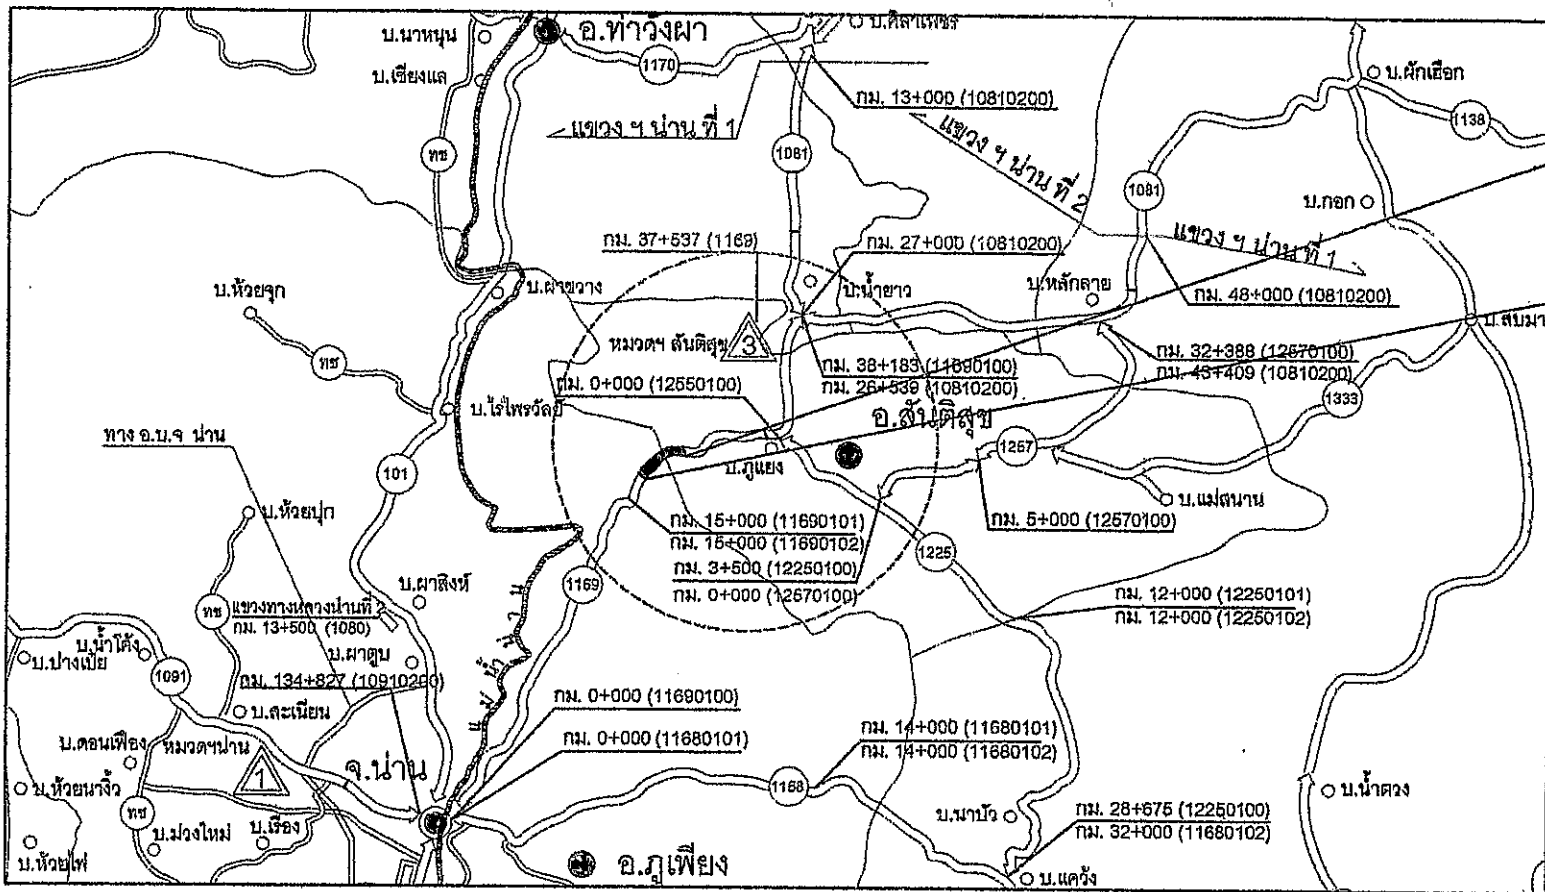 บ.นาหนุน
อ.ท่าวังผา
บ.ศิลาเพชร
1170
บ.เชียงแล
บ.ผักเฮือก
กม. 13+000 (10810200)
แขวง ฯ น่าน ที่ 1
แขวง ฯ น่าน ที่ 2
1138
ทช
1081
1081
บ.กอก
แขวง ฯ น่าน ที่ 1
กม. 37+537 (1169)
กม. 27+000 (10810200)
บ.ห้วยจุก
บ.ผาขวาง
บ.น้ำยาว
บ.หลักลาย
กม. 48+000 (10810200)
บ.สบมา
หมวดฯ สันติสุข
3
ทช
กม. 38+183 (11690100)
กม. 26+539 (10810200)
กม. 32+388 (12570100)
กม. 43+409 (10810200)
กม. 0+000 (12550100)
1333
บ.ไร่ไพรวัลย์
อ.สันติสุข
ทาง อ.บ.จ น่าน
101
บ.ภูแยง
1257
บ.แม่สนาน
บ.ห้วยปุก
กม. 15+000 (11690101)
กม. 15+000 (11690102)
กม. 5+000 (12570100)
กม. 3+500 (12250100)
กม. 0+000 (12570100)
1225
บ.ผาสิงห์
1169
แม่น้ำน่าน
ทช
แขวงทางหลวงน่านที่
กม. 13+500 (1080)
กม. 12+000 (12250101)
กม. 12+000 (12250102)
บ.น้ำโค้ง
บ.ปางเปีย
บ.ผาตูบ
1091
กม. 134+827 (10910200)
กม. 0+000 (11690100)
บ.สะเนียน
กม. 14+000 (11680101)
กม. 14+000 (11680102)
กม. 0+000 (11680101)
บ.ดอนเฟือง
หมวดฯน่าน
1
จ.น่าน
1168
บ.ห้วยนางิ้ว
บ.น้ำดวง
ทช
บ.ม่วงใหม่
บ.เรือง
บ.นาบัว
กม. 28+675 (12250100)
กม. 32+000 (11680102)
บ.ห้วยไฟ
อ.ภูเพียง
บ.แคว้ง